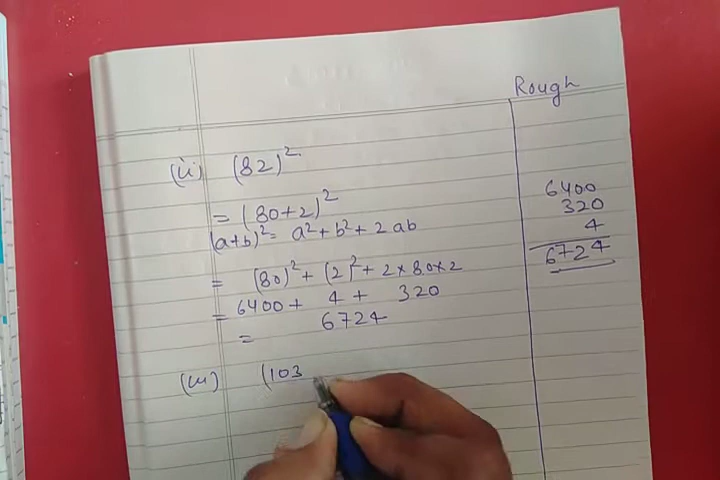 Rough
(ii) (82)²
= (80+2)²
(a+b)² = a² + b² + 2ab
= (80)² + (2)² + 2×80×2
= 6400 + 4 + 320
= 6724
6400
320
4
6724
(iii) (103